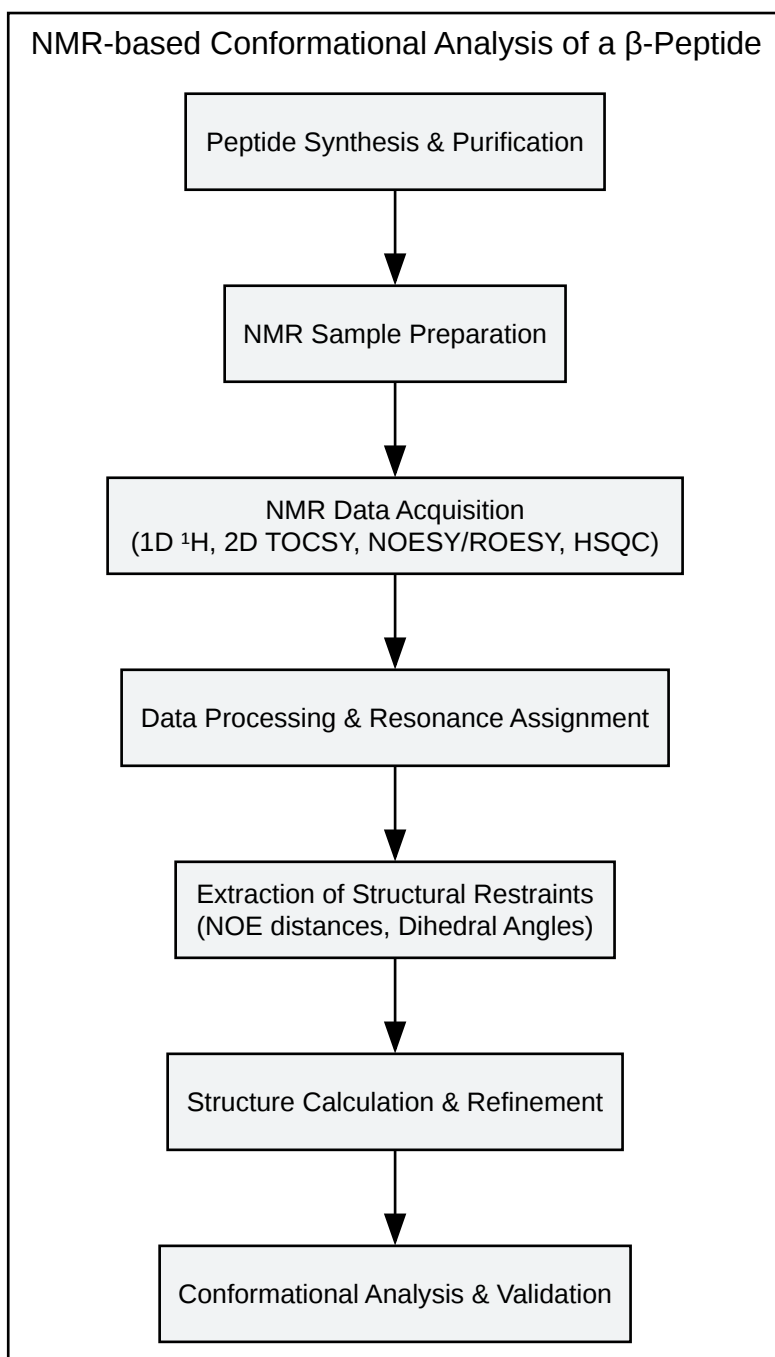 NMR-based Conformational Analysis of a β-Peptide
Peptide Synthesis & Purification
NMR Sample Preparation
NMR Data Acquisition
(1D ¹H, 2D TOCSY, NOESY/ROESY, HSQC)
Data Processing & Resonance Assignment
Extraction of Structural Restraints
(NOE distances, Dihedral Angles)
Structure Calculation & Refinement
Conformational Analysis & Validation